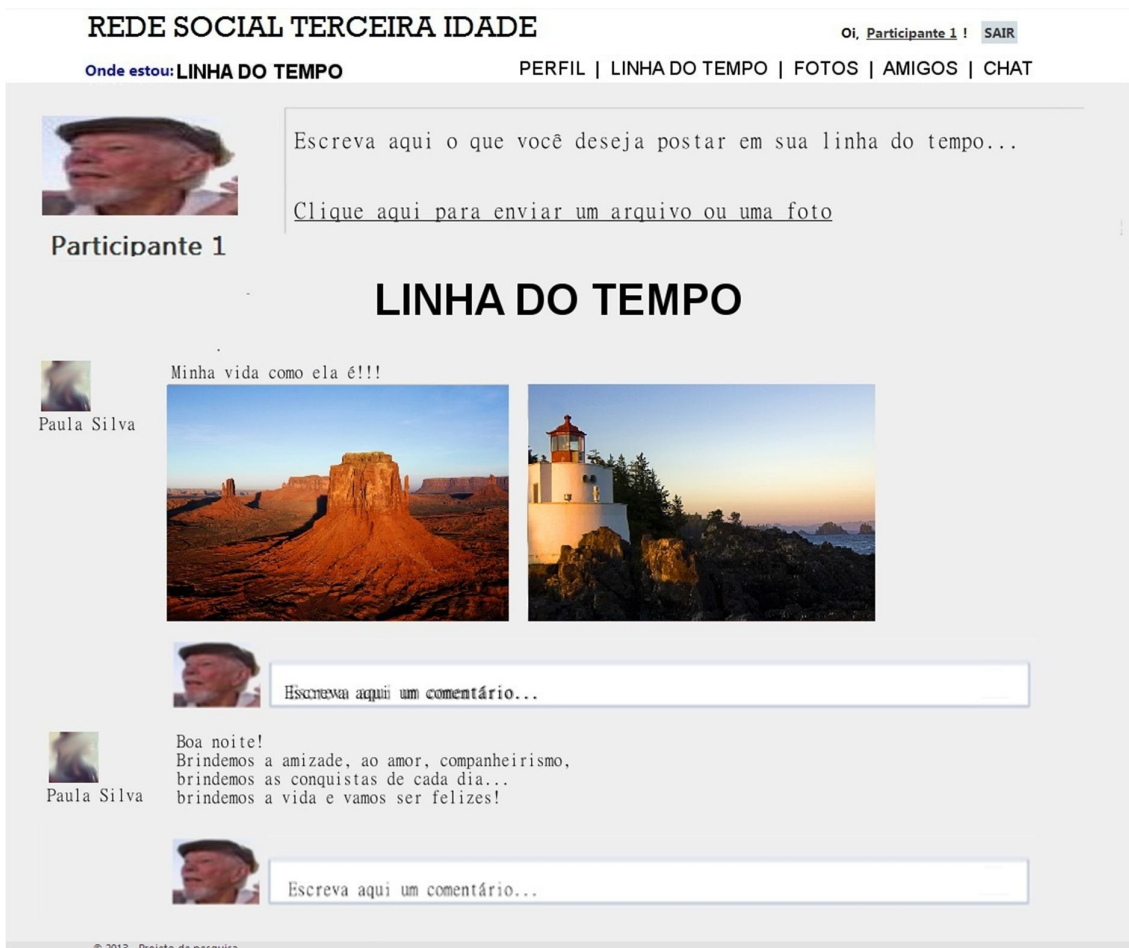 REDE SOCIAL TERCEIRA IDADE
Oi, Participante 1 ! SAIR
Onde estou: LINHA DO TEMPO
PERFIL | LINHA DO TEMPO | FOTOS | AMIGOS | CHAT
Escreva aqui o que você deseja postar em sua linha do tempo...
Clique aqui para enviar um arquivo ou uma foto
Participante 1
LINHA DO TEMPO
Minha vida como ela é!!!
Paula Silva
Escreva aqui um comentário...
Boa noite!
Brindemos a amizade, ao amor, companheirismo,
brindemos as conquistas de cada dia...
brindemos a vida e vamos ser felizes!
Paula Silva
Escreva aqui um comentário...
© 2013 - Projeto de pesquisa